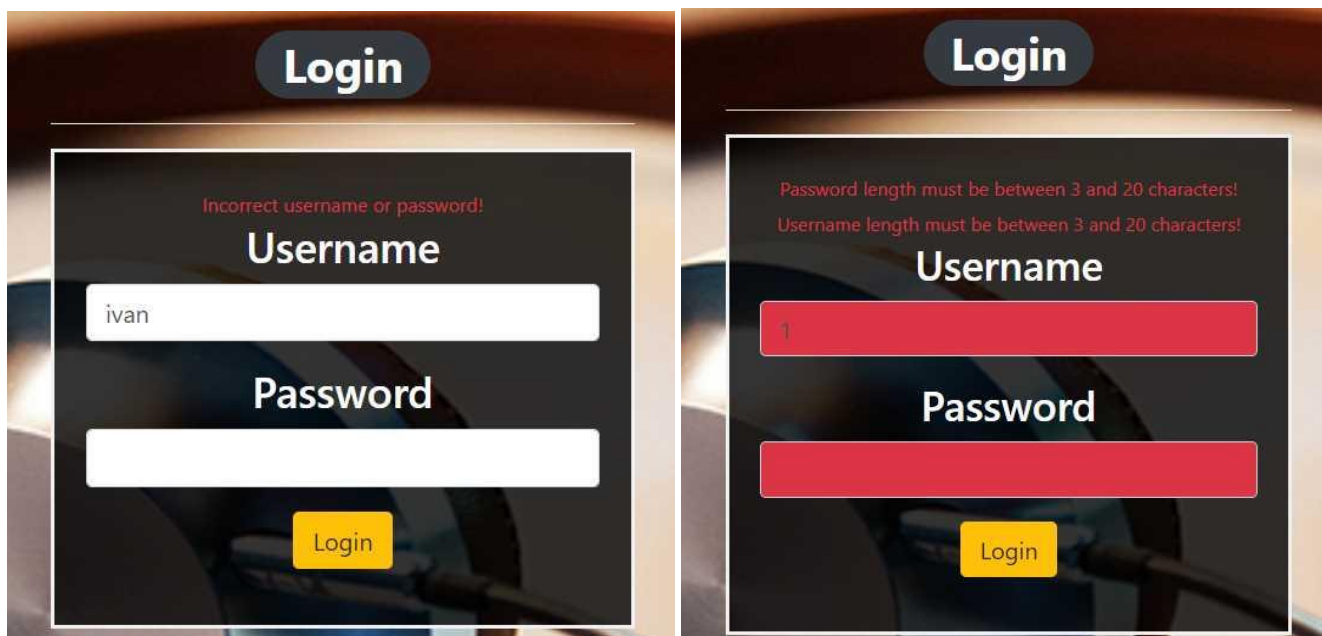 Login
Incorrect username or password!
Username
ivan
Password
Login
Login
Password length must be between 3 and 20 characters!
Username length must be between 3 and 20 characters!
Username
1
Password
Login